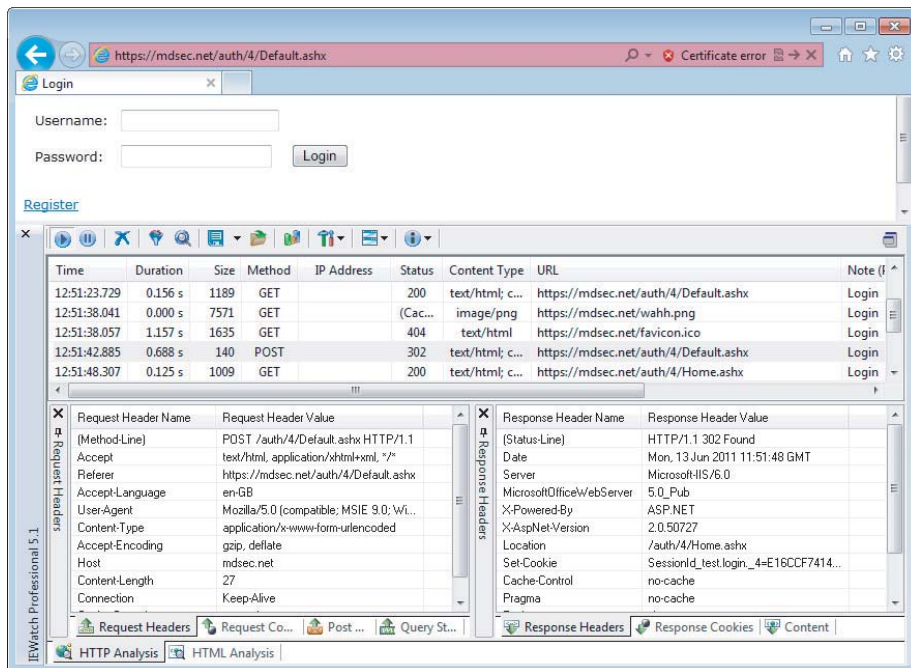 https://mdsec.net/auth/4/Default.ashx Certificate error
Login
Username:
Password: Login
Register
Time Duration Size Method IP Address Status Content Type URL Note (
12:51:23.729 0.156 s 1189 GET 200 text/html; c... https://mdsec.net/auth/4/Default.ashx Login
12:51:38.041 0.000 s 7571 GET (Cac... image/png https://mdsec.net/wahh.png Login
12:51:38.057 1.157 s 1635 GET 404 text/html https://mdsec.net/favicon.ico Login
12:51:42.885 0.688 s 140 POST 302 text/html; c... https://mdsec.net/auth/4/Default.ashx Login
12:51:48.307 0.125 s 1009 GET 200 text/html; c... https://mdsec.net/auth/4/Home.ashx Login
Request Headers
Request Header Name Request Header Value
(Method-Line) POST /auth/4/Default.ashx HTTP/1.1
Accept text/html, application/xhtml+xml, */*
Referer https://mdsec.net/auth/4/Default.ashx
Accept-Language en-GB
User-Agent Mozilla/5.0 (compatible; MSIE 9.0; Wi...
Content-Type application/x-www-form-urlencoded
Accept-Encoding gzip, deflate
Host mdsec.net
Content-Length 27
Connection Keep-Alive
Request Headers Request Co... Post ... Query St...
Response Headers
Response Header Name Response Header Value
(Status-Line) HTTP/1.1 302 Found
Date Mon, 13 Jun 2011 11:51:48 GMT
Server Microsoft-IIS/6.0
MicrosoftOfficeWebServer 5.0_Pub
X-Powered-By ASP.NET
X-AspNet-Version 2.0.50727
Location /auth/4/Home.ashx
Set-Cookie SessionId_test.login._4=E16CCF7414...
Cache-Control no-cache
Pragma no-cache
Response Headers Response Cookies Content
HTTP Analysis HTML Analysis
IEWatch Professional 5.1